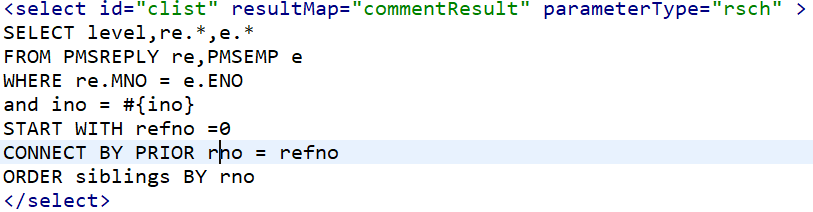 <select id="clist" resultMap="commentResult" parameterType="rsch" >
SELECT level,re.*,e.*
FROM PMSREPLY re,PMSEMP e
WHERE re.MNO = e.ENO
and ino = #{ino}
START WITH refno =0
CONNECT BY PRIOR rno = refno
ORDER siblings BY rno
</select>